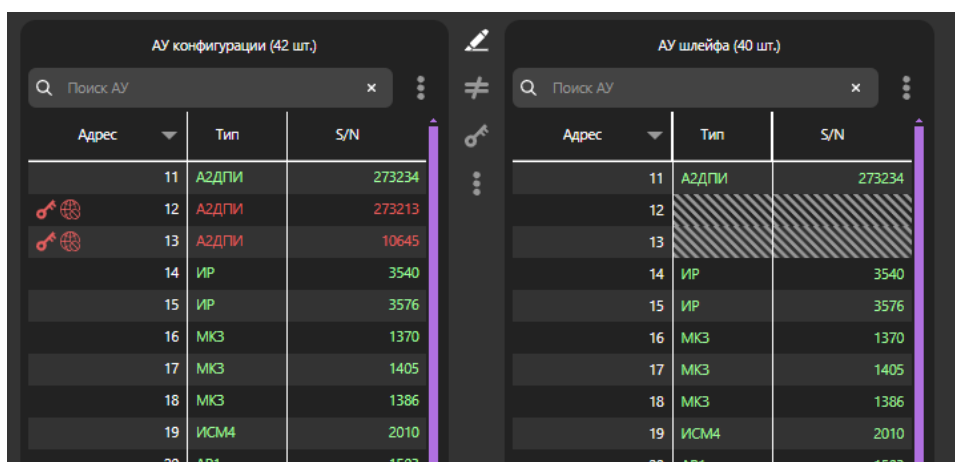 АУ конфигурации (42 шт.)
Поиск АУ
Адрес Тип S/N
11 А2ДПИ 273234
12 А2ДПИ 273213
13 А2ДПИ 10645
14 ИР 3540
15 ИР 3576
16 МКЗ 1370
17 МКЗ 1405
18 МКЗ 1386
19 ИСМ4 2010
АУ шлейфа (40 шт.)
Поиск АУ
Адрес Тип S/N
11 А2ДПИ 273234
12
13
14 ИР 3540
15 ИР 3576
16 МКЗ 1370
17 МКЗ 1405
18 МКЗ 1386
19 ИСМ4 2010